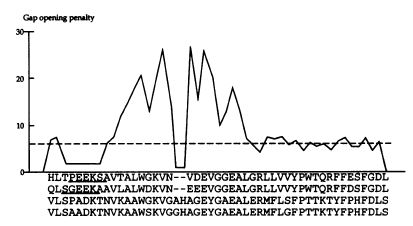 Gap opening penalty
30
20
10
0
HLTPEEKSAVTALWGKVN--VDEVGGEALGRLLVVYPWTQRFFESFGDL
QLSGEEKAAVLALWDKVN--EEEVGGEALGRLLVVYPWTQRFFDSFGDL
VLSPADKTNVKAAWGKVGAHAGEYGAEALERMFLSFPTTKTYFPHFDLS
VLSAADKTNVKAAWSKVGGHAGEYGAEALERMFLGFPTTKTYFPHFDLS